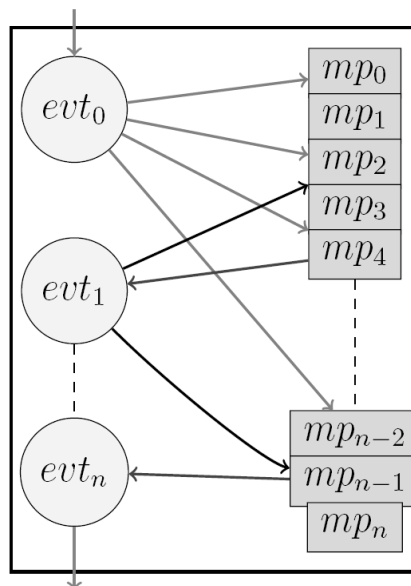 evt₀
mp₀
mp₁
mp₂
mp₃
mp₄
evt₁
mpₙ₋₂
mpₙ₋₁
mpₙ
evtₙ